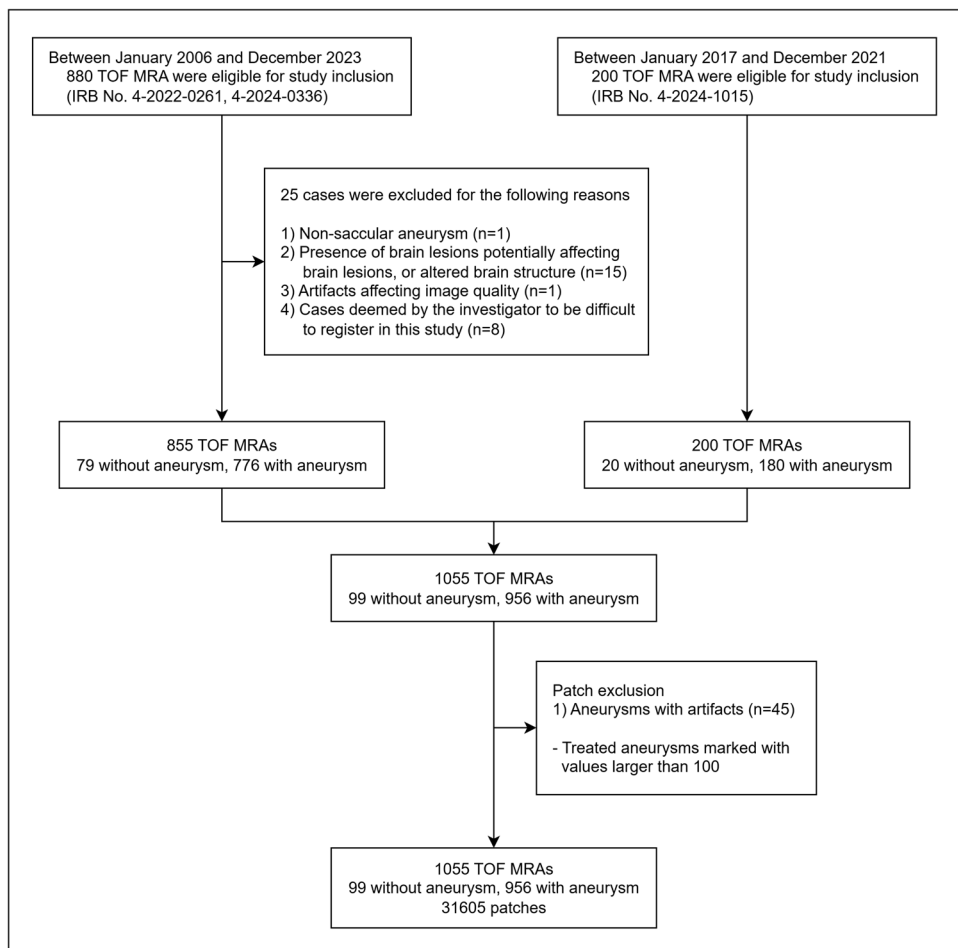 Between January 2006 and December 2023
880 TOF MRA were eligible for study inclusion
(IRB No. 4-2022-0261, 4-2024-0336)
Between January 2017 and December 2021
200 TOF MRA were eligible for study inclusion
(IRB No. 4-2024-1015)
25 cases were excluded for the following reasons
1) Non-saccular aneurysm (n=1)
2) Presence of brain lesions potentially affecting
brain lesions, or altered brain structure (n=15)
3) Artifacts affecting image quality (n=1)
4) Cases deemed by the investigator to be difficult
to register in this study (n=8)
855 TOF MRAs
79 without aneurysm, 776 with aneurysm
200 TOF MRAs
20 without aneurysm, 180 with aneurysm
1055 TOF MRAs
99 without aneurysm, 956 with aneurysm
Patch exclusion
1) Aneurysms with artifacts (n=45)
- Treated aneurysms marked with
values larger than 100
1055 TOF MRAs
99 without aneurysm, 956 with aneurysm
31605 patches